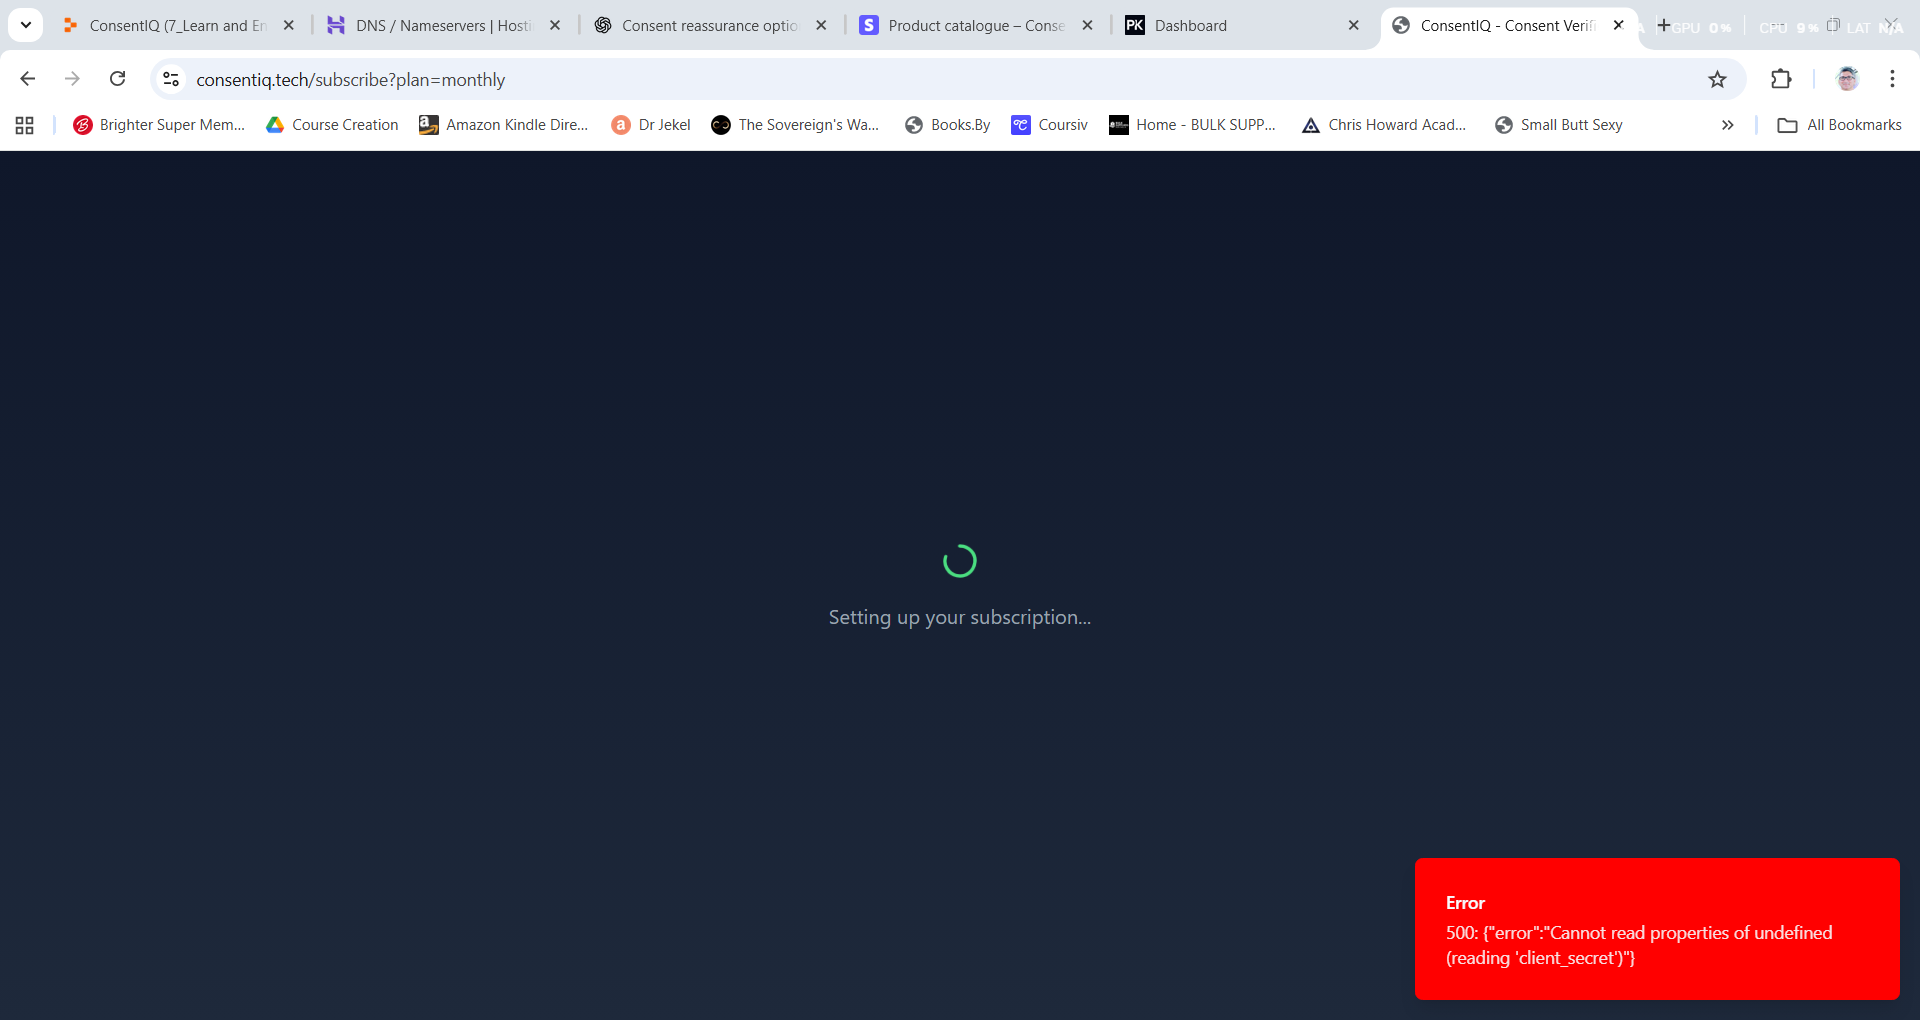 ConsentIQ (7_Learn and En
DNS / Nameservers | Hosti
Consent reassurance optio
Product catalogue – Conse
PK
Dashboard
ConsentIQ - Consent Verifi
GPU 0%
CPU 9%
LAT N/A
consentiq.tech/subscribe?plan=monthly
Brighter Super Mem...
Course Creation
Amazon Kindle Dire...
Dr Jekel
The Sovereign's Wa...
Books.By
Coursiv
Home - BULK SUPP...
Chris Howard Acad...
Small Butt Sexy
All Bookmarks
Setting up your subscription...
Error
500: {"error":"Cannot read properties of undefined
(reading 'client_secret')"}